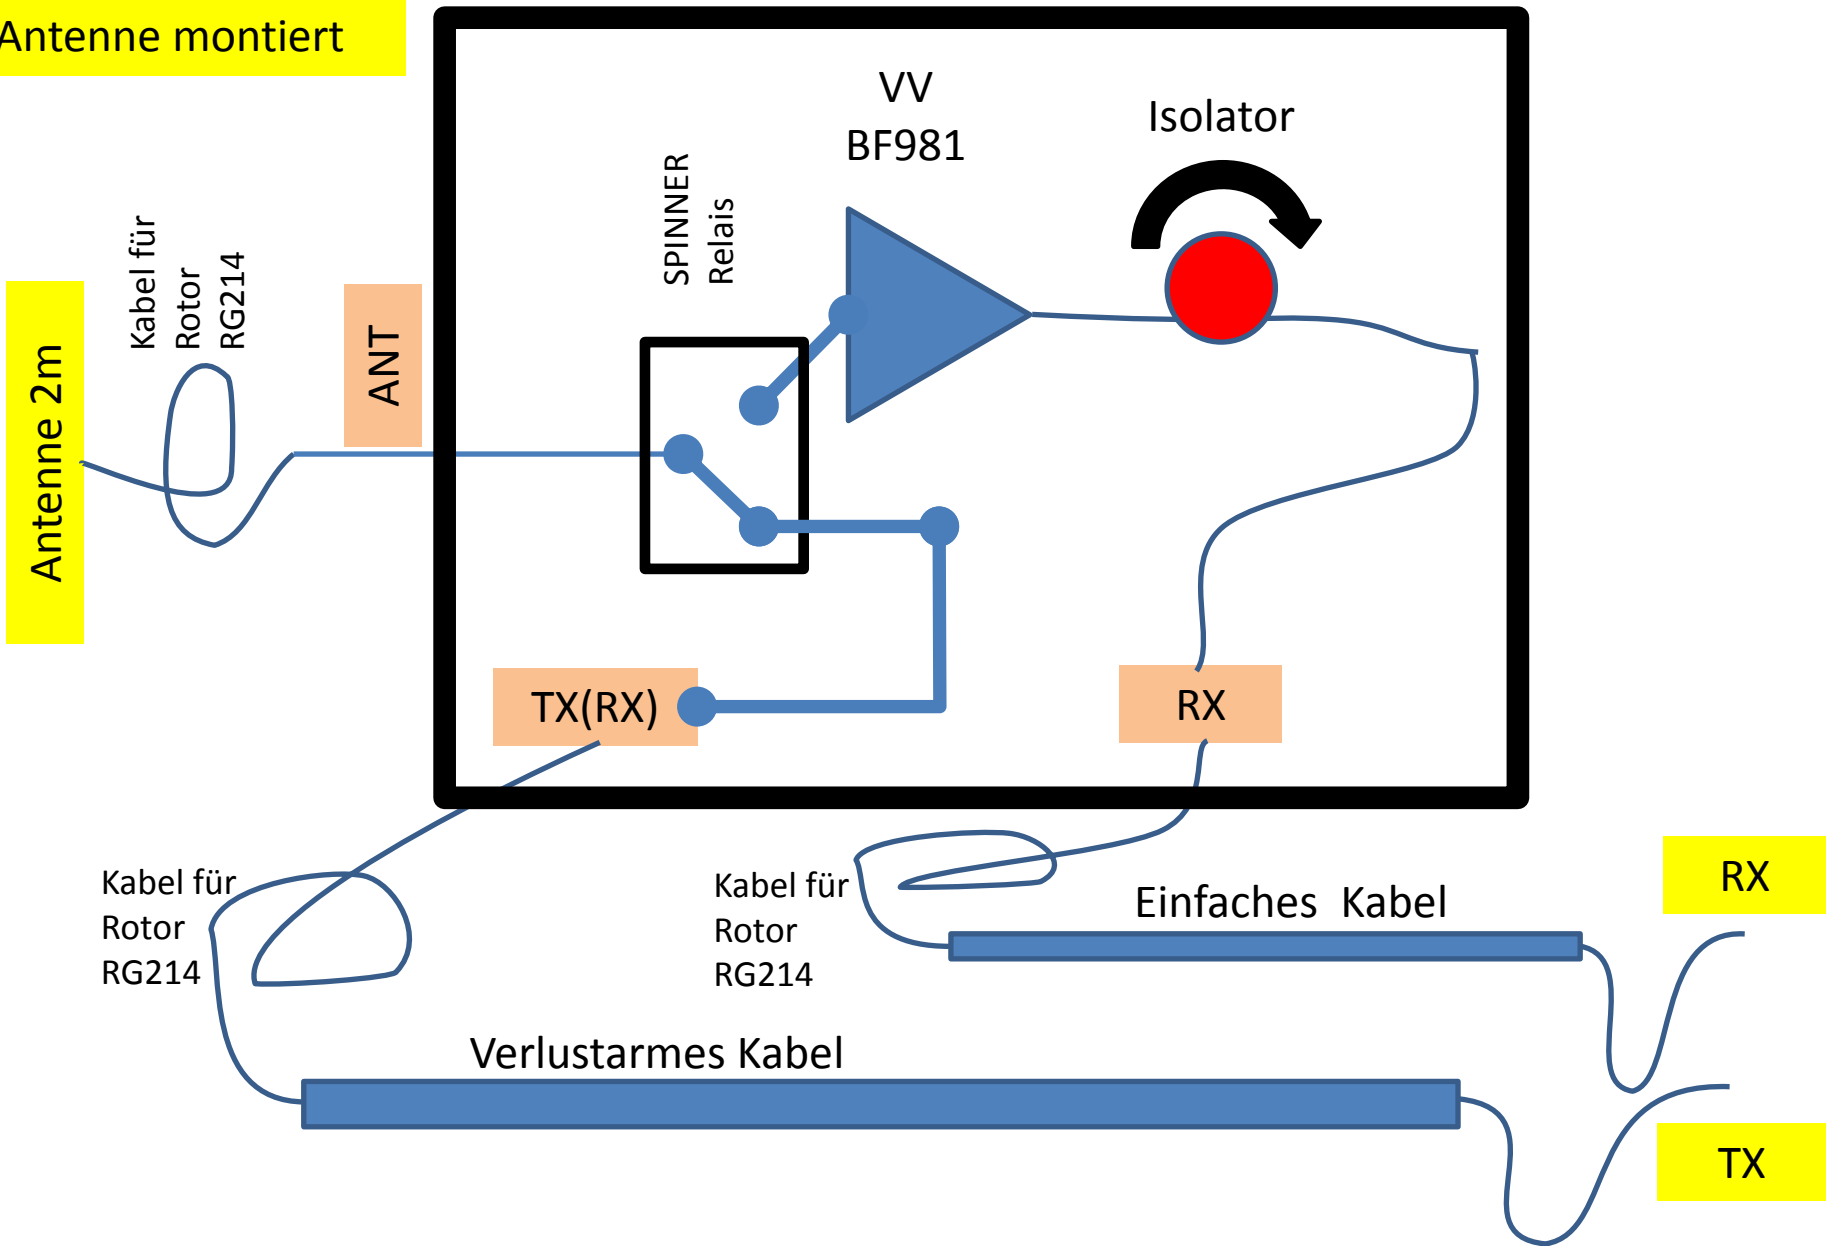 Antenne montiert
VV
BF981
Isolator
SPINNER
Relais
Kabel für
Rotor
RG214
ANT
Antenne 2m
TX(RX)
RX
Kabel für
Rotor
RG214
Kabel für
Rotor
RG214
Einfaches Kabel
RX
Verlustarmes Kabel
TX